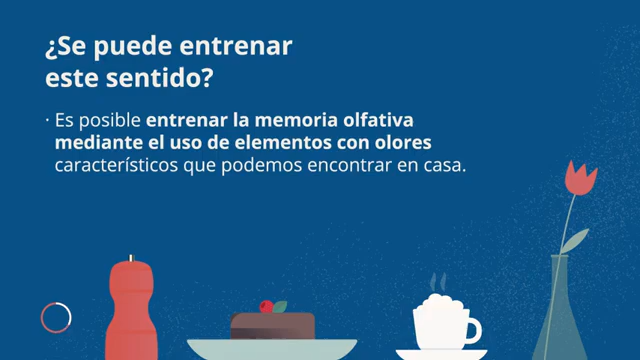 ¿Se puede entrenar
este sentido?
· Es posible entrenar la memoria olfativa
mediante el uso de elementos con olores
característicos que podemos encontrar en casa.